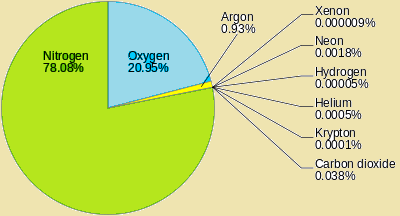 Nitrogen
78.08%
Oxygen
20.95%
Argon
0.93%
Xenon
0.000009%
Neon
0.0018%
Hydrogen
0.00005%
Helium
0.0005%
Krypton
0.0001%
Carbon dioxide
0.038%